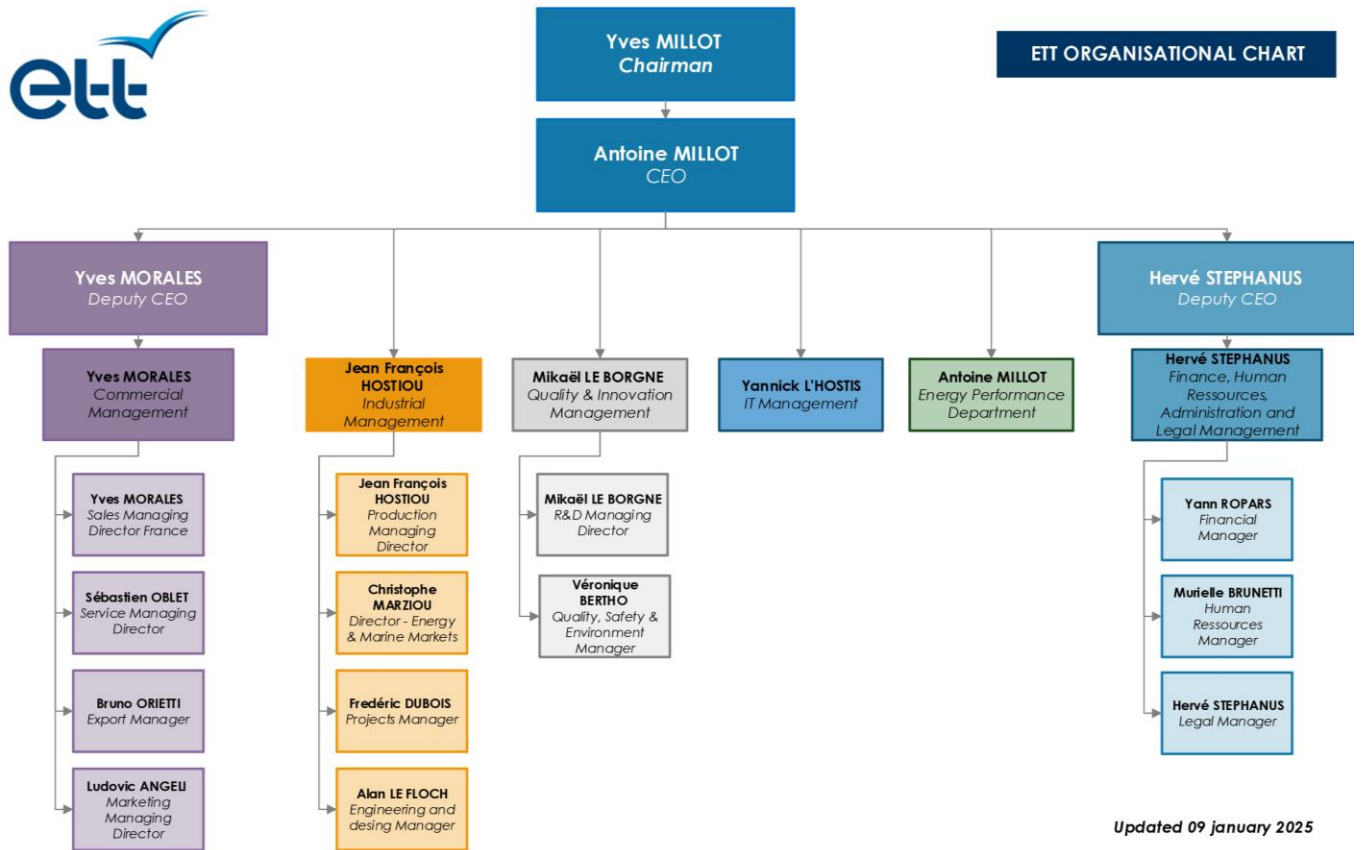 ett
Yves MILLOT
Chairman
ETT ORGANISATIONAL CHART
Antoine MILLOT
CEO
Yves MORALES
Deputy CEO
Hervé STEPHANUS
Deputy CEO
Yves MORALES
Commercial
Management
Jean François
HOSTIOU
Industrial
Management
Mikaël LE BORGNE
Quality & Innovation
Management
Yannick L'HOSTIS
IT Management
Antoine MILLOT
Energy Performance
Department
Hervé STEPHANUS
Finance, Human
Resources,
Administration and
Legal Management
Yves MORALES
Sales Managing
Director France
Sébastien OBLET
Service Managing
Director
Bruno ORIETTI
Export Manager
Ludovic ANGELI
Marketing
Managing
Director
Jean François
HOSTIOU
Production
Managing
Director
Christophe
MARZIOU
Director - Energy
& Marine Markets
Fredéric DUBOIS
Projects Manager
Alan LE FLOCH
Engineering and
desing Manager
Mikaël LE BORGNE
R&D Managing
Director
Véronique
BERTHO
Quality, Safety &
Environment
Manager
Yann ROPARS
Financial
Manager
Murielle BRUNETTI
Human
Ressources
Manager
Hervé STEPHANUS
Legal Manager
Updated 09 january 2025